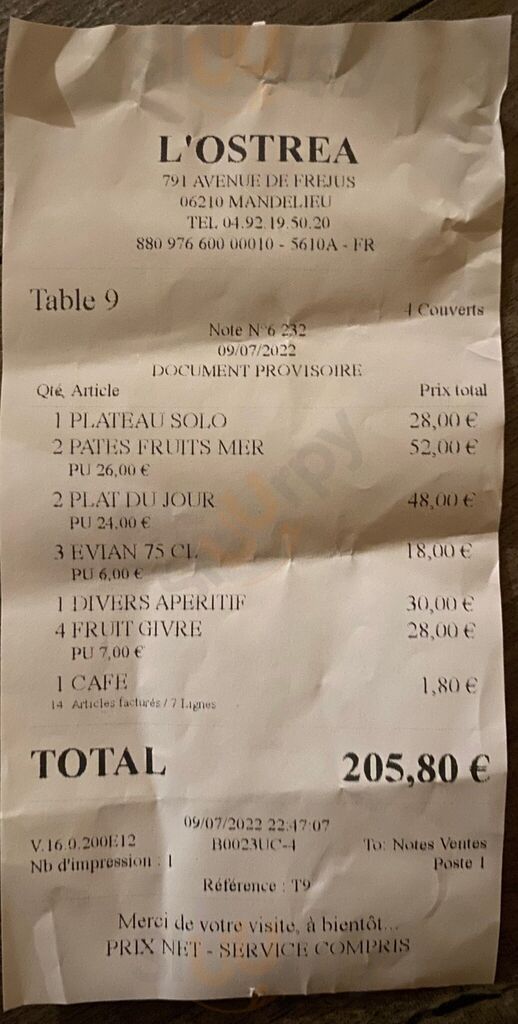 L'OSTREA
791 AVENUE DE FREJUS
06210 MANDELIEU
TEL 04.92.19.50.20
880 976 600 00010 - 5610A - FR
Table 9
4 Couverts
Note N°6 232
09/07/2022
DOCUMENT PROVISOIRE
Qté Article Prix total
1 PLATEAU SOLO 28,00 €
2 PATES FRUITS MER 52,00 €
PU 26,00 €
2 PLAT DU JOUR 48,00 €
PU 24,00 €
3 EVIAN 75 CL 18,00 €
PU 6,00 €
1 DIVERS APERITIF 30,00 €
4 FRUIT GIVRE 28,00 €
PU 7,00 €
1 CAFE 1,80 €
14 Articles facturés / 7 Lignes
TOTAL 205,80 €
09/07/2022 22:47:07
V.16.0.200E12 B0023UC-4 To: Notes Ventes
Nb d'impression : 1 Poste 1
Référence : T9
Merci de votre visite, à bientôt...
PRIX NET - SERVICE COMPRIS